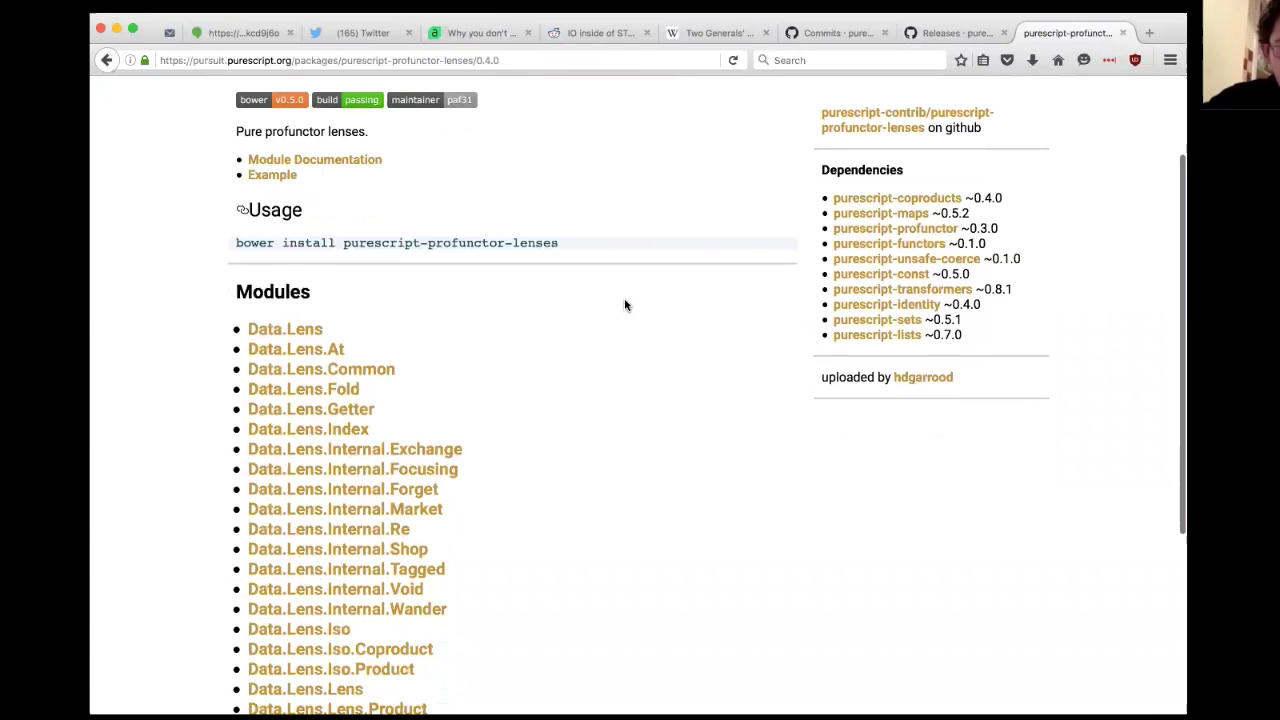 https://...kcd9j6o
(165) Twitter
Why you don't ...
IO inside of ST...
Two Generals' ...
Commits · pure...
Releases · pure...
purescript-profunct...
https://pursuit.purescript.org/packages/purescript-profunctor-lenses/0.4.0
Search
bower v0.5.0 build passing maintainer paf31
Pure profunctor lenses.
Module Documentation
Example
Usage
bower install purescript-profunctor-lenses
Modules
Data.Lens
Data.Lens.At
Data.Lens.Common
Data.Lens.Fold
Data.Lens.Getter
Data.Lens.Index
Data.Lens.Internal.Exchange
Data.Lens.Internal.Focusing
Data.Lens.Internal.Forget
Data.Lens.Internal.Market
Data.Lens.Internal.Re
Data.Lens.Internal.Shop
Data.Lens.Internal.Tagged
Data.Lens.Internal.Void
Data.Lens.Internal.Wander
Data.Lens.Iso
Data.Lens.Iso.Coproduct
Data.Lens.Iso.Product
Data.Lens.Lens
Data.Lens.Lens.Product
purescript-contrib/purescript-
profunctor-lenses on github
Dependencies
purescript-coproducts ~0.4.0
purescript-maps ~0.5.2
purescript-profunctor ~0.3.0
purescript-functors ~0.1.0
purescript-unsafe-coerce ~0.1.0
purescript-const ~0.5.0
purescript-transformers ~0.8.1
purescript-identity ~0.4.0
purescript-sets ~0.5.1
purescript-lists ~0.7.0
uploaded by hdgarrood